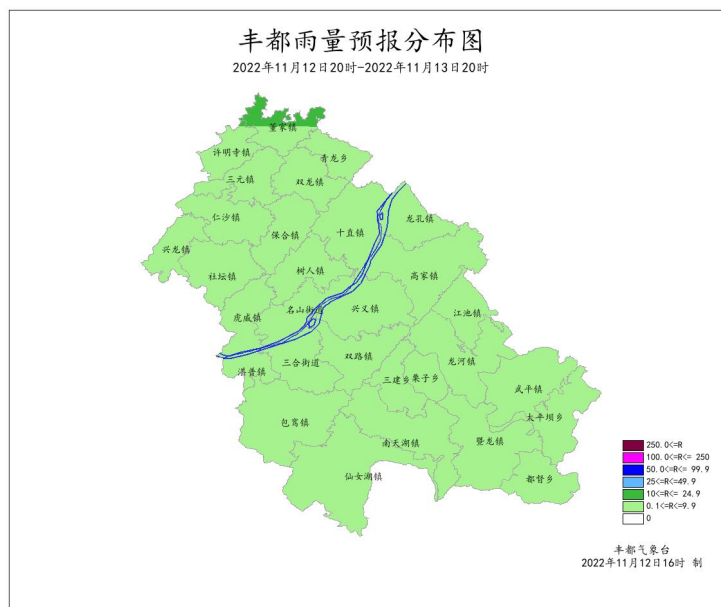 丰都雨量预报分布图
2022年11月12日20时-2022年11月13日20时
董家镇
许明寺镇
青龙乡
三元镇
双龙镇
仁沙镇
龙孔镇
保合镇
十直镇
兴龙镇
树人镇
社坛镇
高家镇
名山街道
兴义镇
江池镇
虎威镇
双路镇
三合街道
龙河镇
湛普镇
三建乡
栗子乡
武平镇
太平坝乡
包鸾镇
南天湖镇
暨龙镇
仙女湖镇
都督乡
250.0<=R
100.0<=R<= 250
50.0<=R<= 99.9
25<=R<=49.9
10<=R<= 24.9
0.1<=R<=9.9
0
丰都气象台
2022年11月12日16时 制